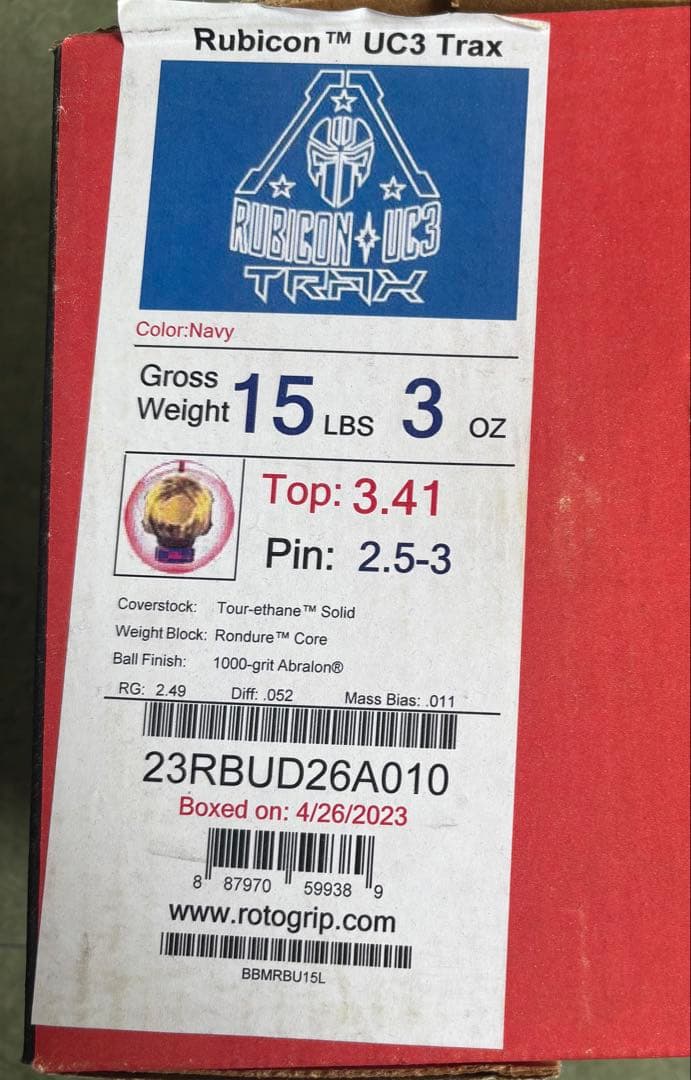 Rubicon™ UC3 Trax
RUBICON UC3
TRAX
Color:Navy
Gross Weight 15 LBS 3 OZ
Top: 3.41
Pin: 2.5-3
Coverstock: Tour-ethane™ Solid
Weight Block: Rondure™ Core
Ball Finish: 1000-grit Abralon®
RG: 2.49 Diff: .052 Mass Bias: .011
23RBUD26A010
Boxed on: 4/26/2023
8 87970 59938 9
www.rotogrip.com
BBMRBU15L